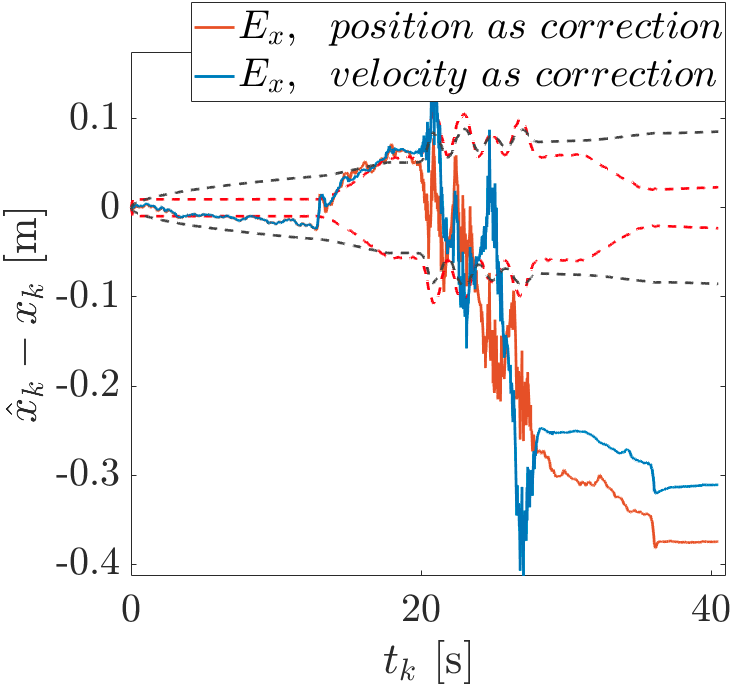 E_x, position as correction
E_x, velocity as correction
0.1
0
-0.1
-0.2
-0.3
-0.4
x̂_k − x_k [m]
0 20 40
t_k [s]